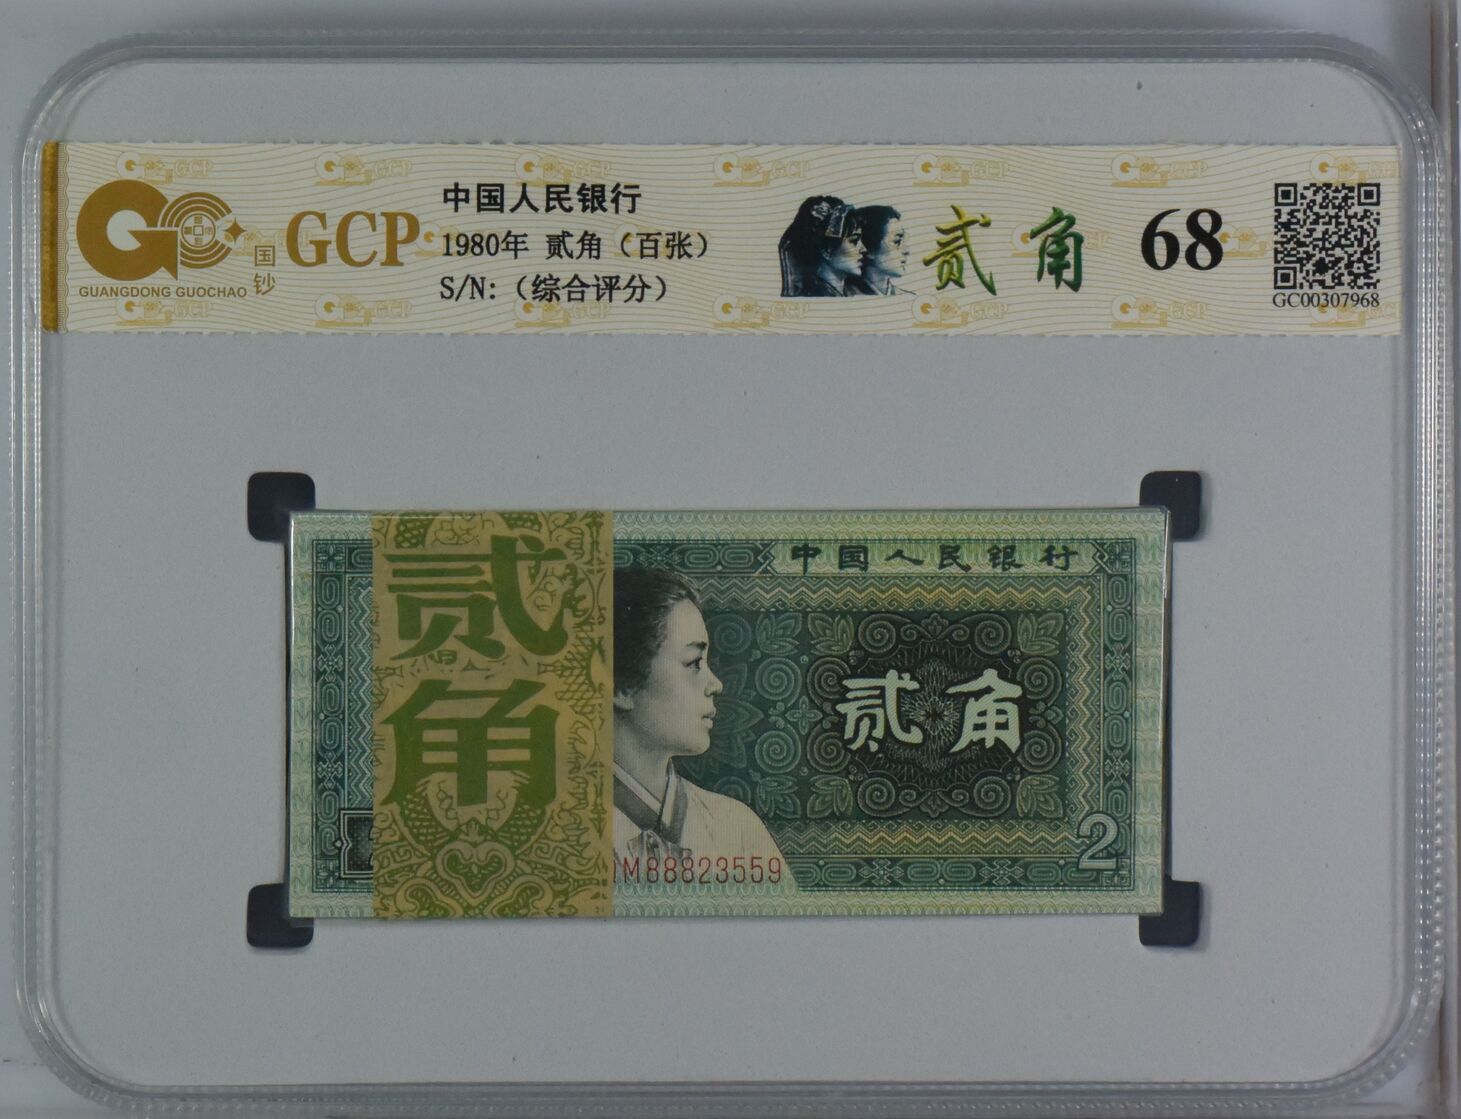 GCP
GUANGDONG GUOCHAO
国钞
中国人民银行
1980年 贰角（百张）
S/N:（综合评分）
贰角
68
GC00307968
中国人民银行
贰角
贰角
M88823559
2